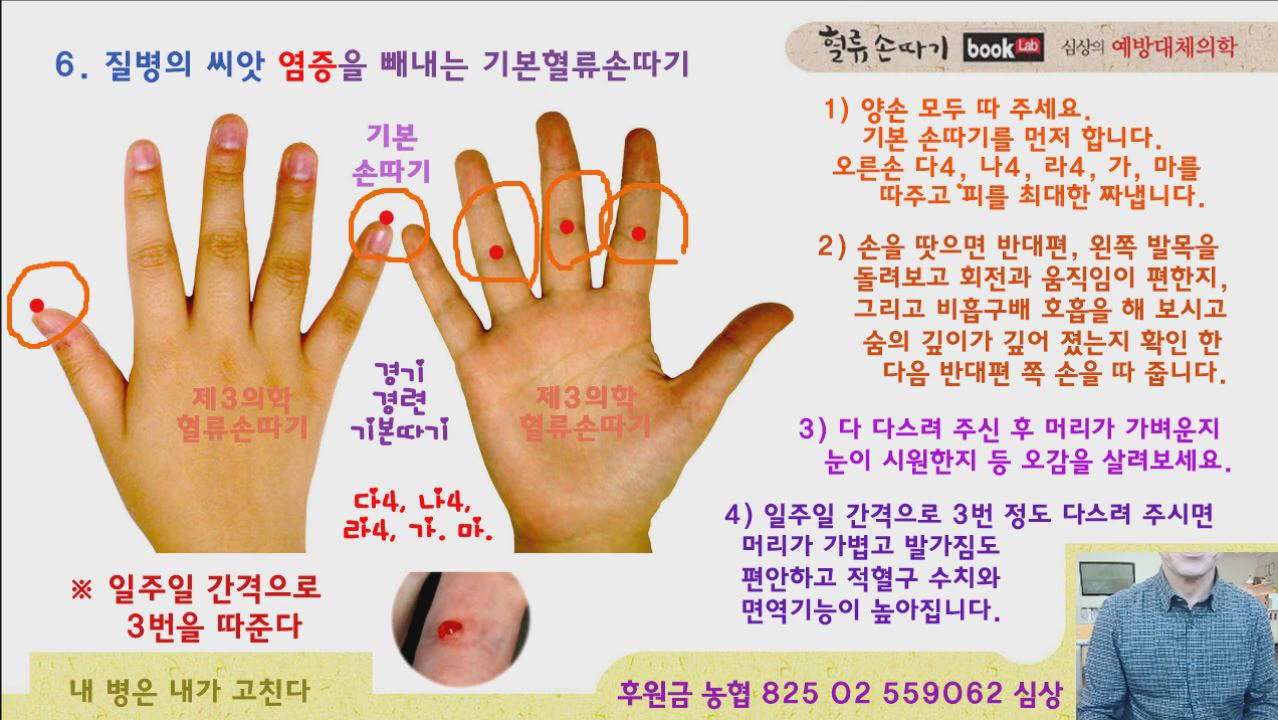 6. 질병의 씨앗 염증을 빼내는 기본혈류손따기
혈류손따기 book Lab 심상의 예방대체의학
기본
손따기
경기
경련
기본따기
다4, 나4,
라4, 가. 마.
제3의학
혈류손따기
제3의학
혈류손따기
※ 일주일 간격으로
3번을 따준다
내 병은 내가 고친다
1) 양손 모두 따 주세요.
기본 손따기를 먼저 합니다.
오른손 다4, 나4, 라4, 가, 마를
따주고 피를 최대한 짜냅니다.
2) 손을 땃으면 반대편, 왼쪽 발목을
돌려보고 회전과 움직임이 편한지,
그리고 비흡구배 호흡을 해 보시고
숨의 깊이가 깊어 졌는지 확인 한
다음 반대편 쪽 손을 따 줍니다.
3) 다 다스려 주신 후 머리가 가벼운지
눈이 시원한지 등 오감을 살려보세요.
4) 일주일 간격으로 3번 정도 다스려 주시면
머리가 가볍고 발가짐도
편안하고 적혈구 수치와
면역기능이 높아집니다.
후원금 농협 825 02 559062 심상